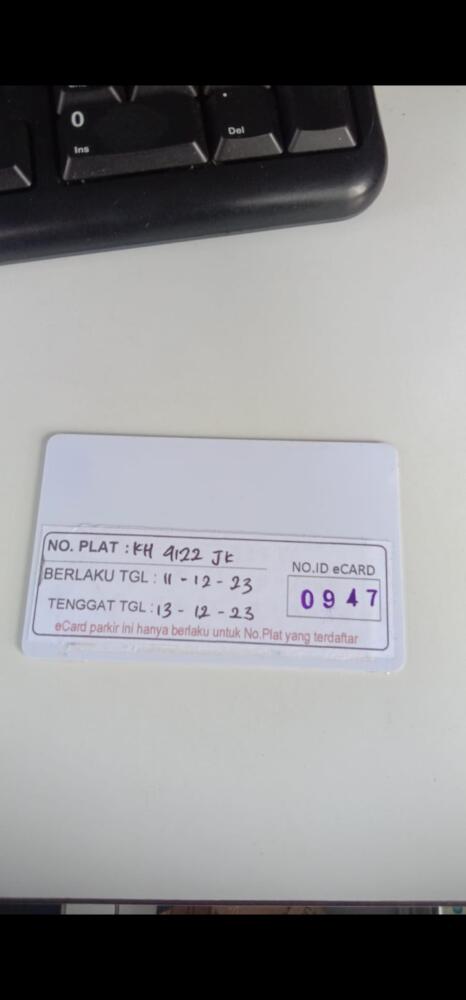 0
Ins
Del
NO. PLAT : KH 9122 JK
BERLAKU TGL : 11 - 12 - 23
TENGGAT TGL : 13 - 12 - 23
NO.ID eCARD
0947
eCard parkir ini hanya berlaku untuk No.Plat yang terdaftar